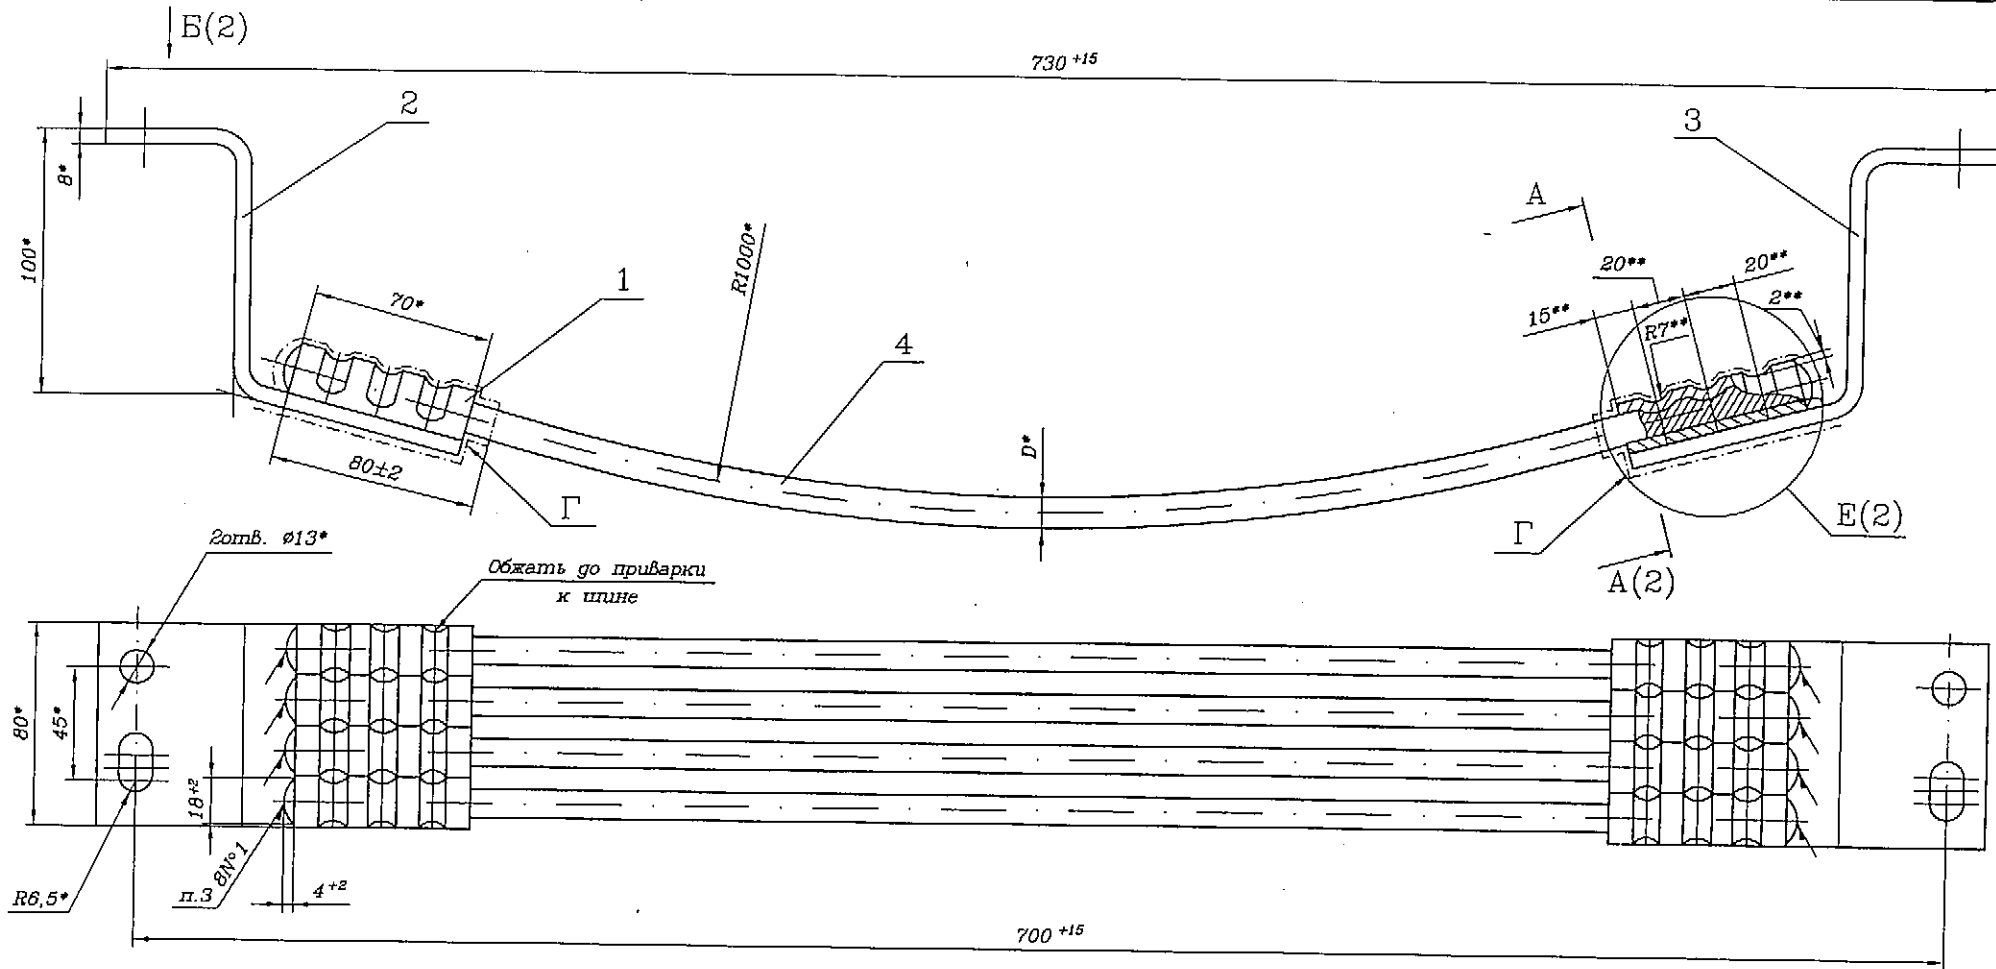 Б(2)
730 +15
2
3
8*
100*
А
20**
20**
15**
2**
R7**
70*
1
R1000*
4
80±2
Г
D*
Г
Е(2)
А(2)
2отв. ⌀13*
Обжать до приварки
к шине
80*
45*
18+2
R6,5*
п.3
8№1
4+2
700 +15